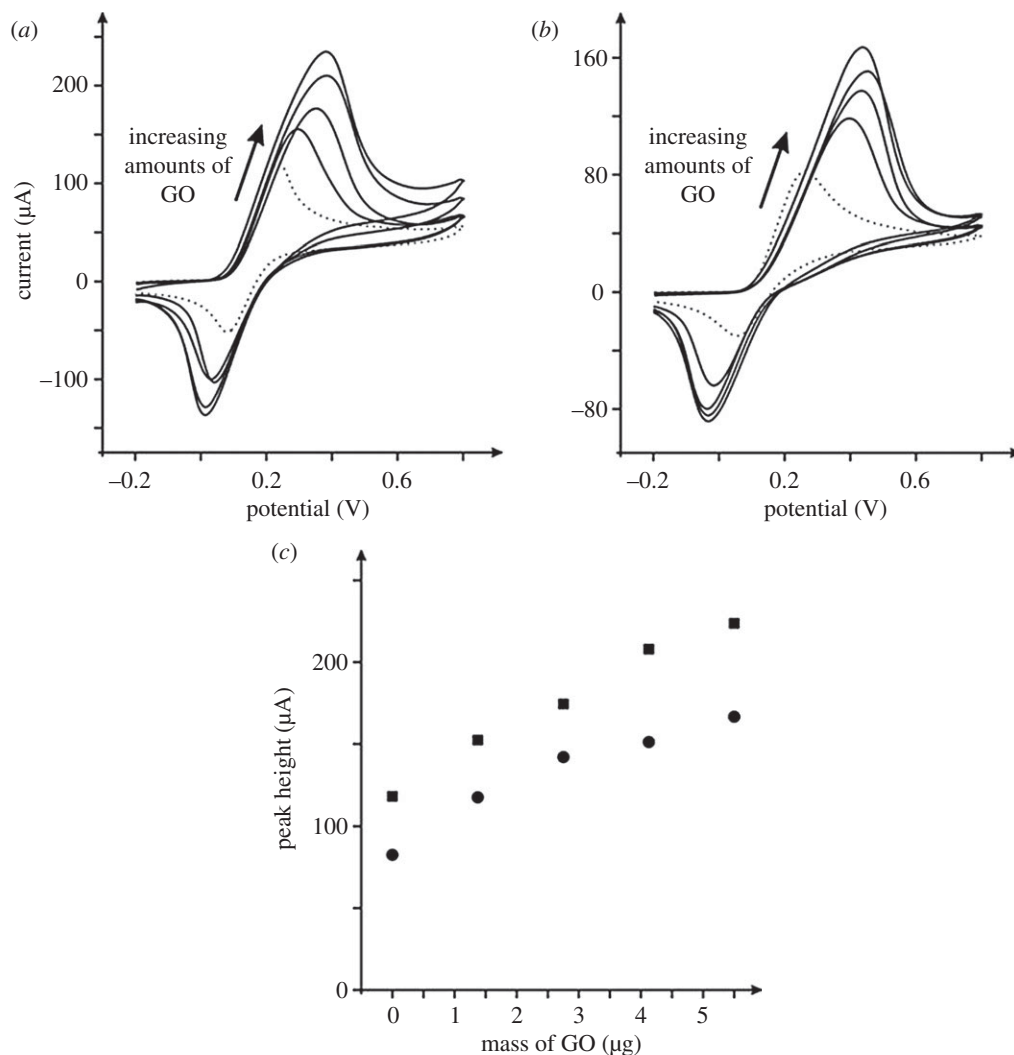 (a)
200
100
0
–100
current (µA)
increasing
amounts of
GO
–0.2
0.2
0.6
potential (V)
(b)
160
80
0
–80
increasing
amounts of
GO
–0.2
0.2
0.6
potential (V)
(c)
200
100
0
peak height (µA)
0
1
2
3
4
5
mass of GO (µg)